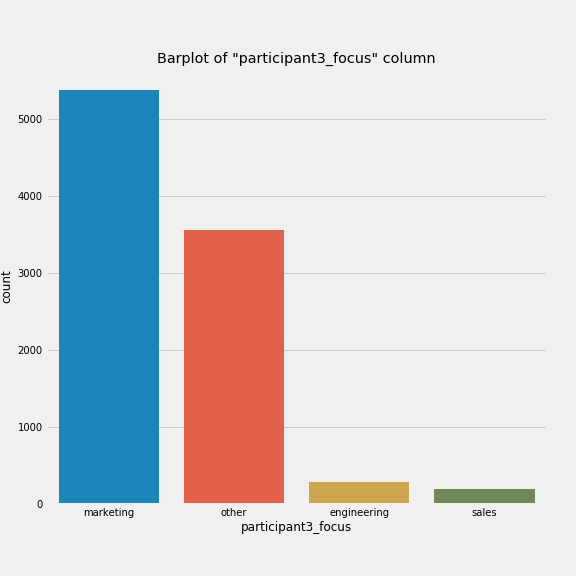 Barplot of "participant3_focus" column
5000
4000
3000
2000
1000
0
count
marketing
other
engineering
sales
participant3_focus